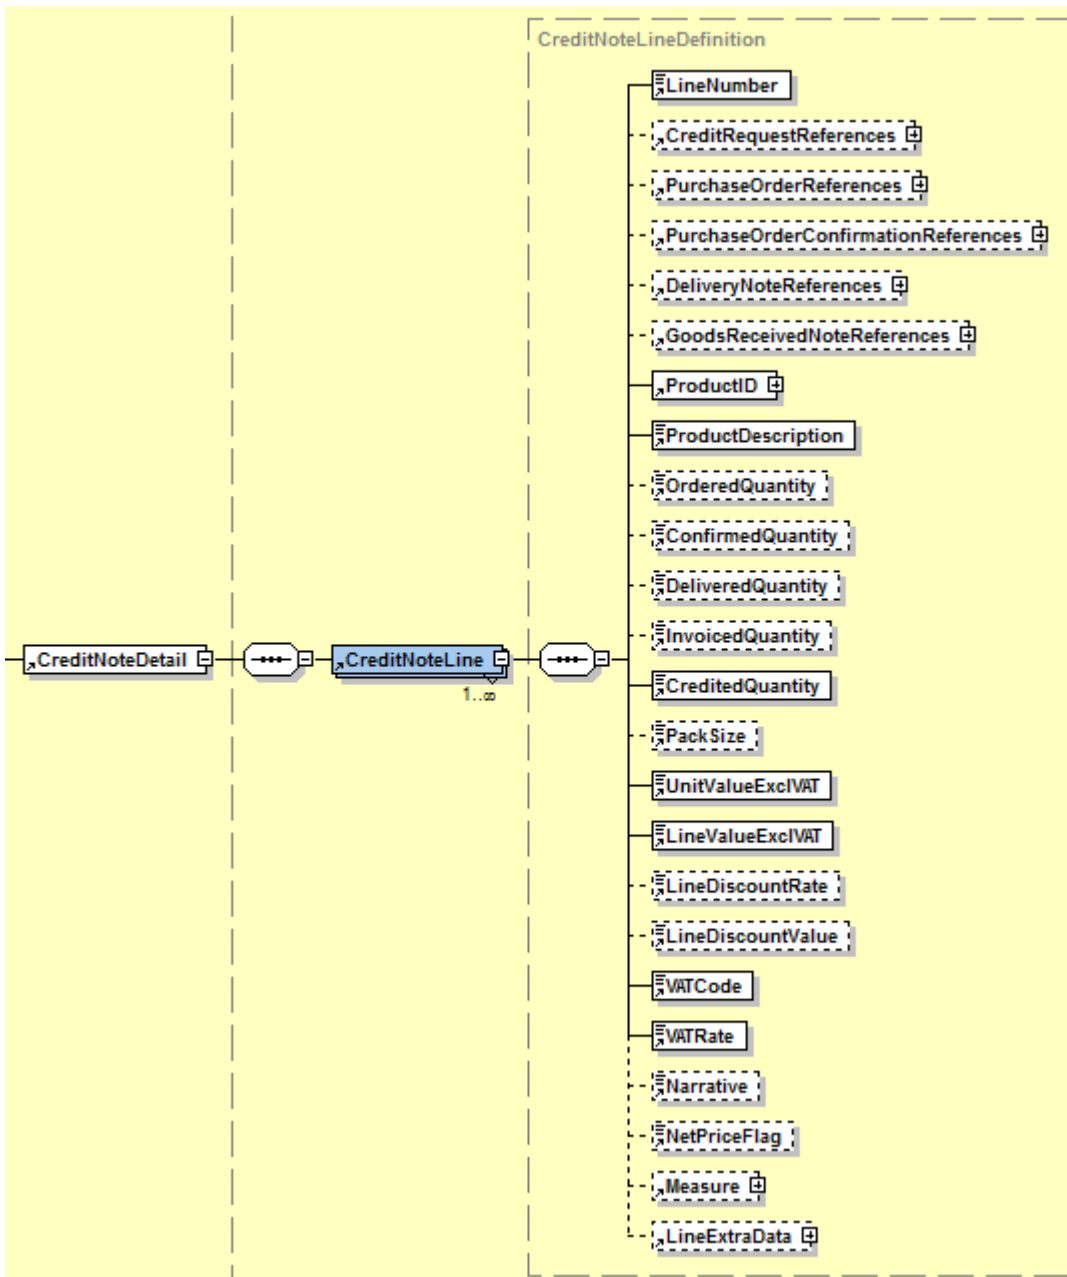 CreditNoteLineDefinition
LineNumber
CreditRequestReferences
PurchaseOrderReferences
PurchaseOrderConfirmationReferences
DeliveryNoteReferences
GoodsReceivedNoteReferences
ProductID
ProductDescription
OrderedQuantity
ConfirmedQuantity
DeliveredQuantity
InvoicedQuantity
CreditNoteDetail
CreditNoteLine
1..∞
CreditedQuantity
PackSize
UnitValueExclVAT
LineValueExclVAT
LineDiscountRate
LineDiscountValue
VATCode
VATRate
Narrative
NetPriceFlag
Measure
LineExtraData